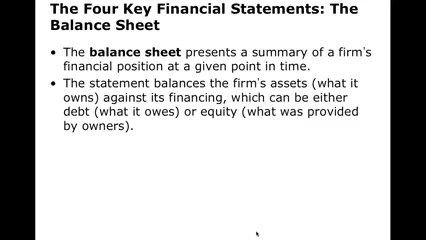 The Four Key Financial Statements: The
Balance Sheet
• The balance sheet presents a summary of a firm's
financial position at a given point in time.
• The statement balances the firm's assets (what it
owns) against its financing, which can be either
debt (what it owes) or equity (what was provided
by owners).